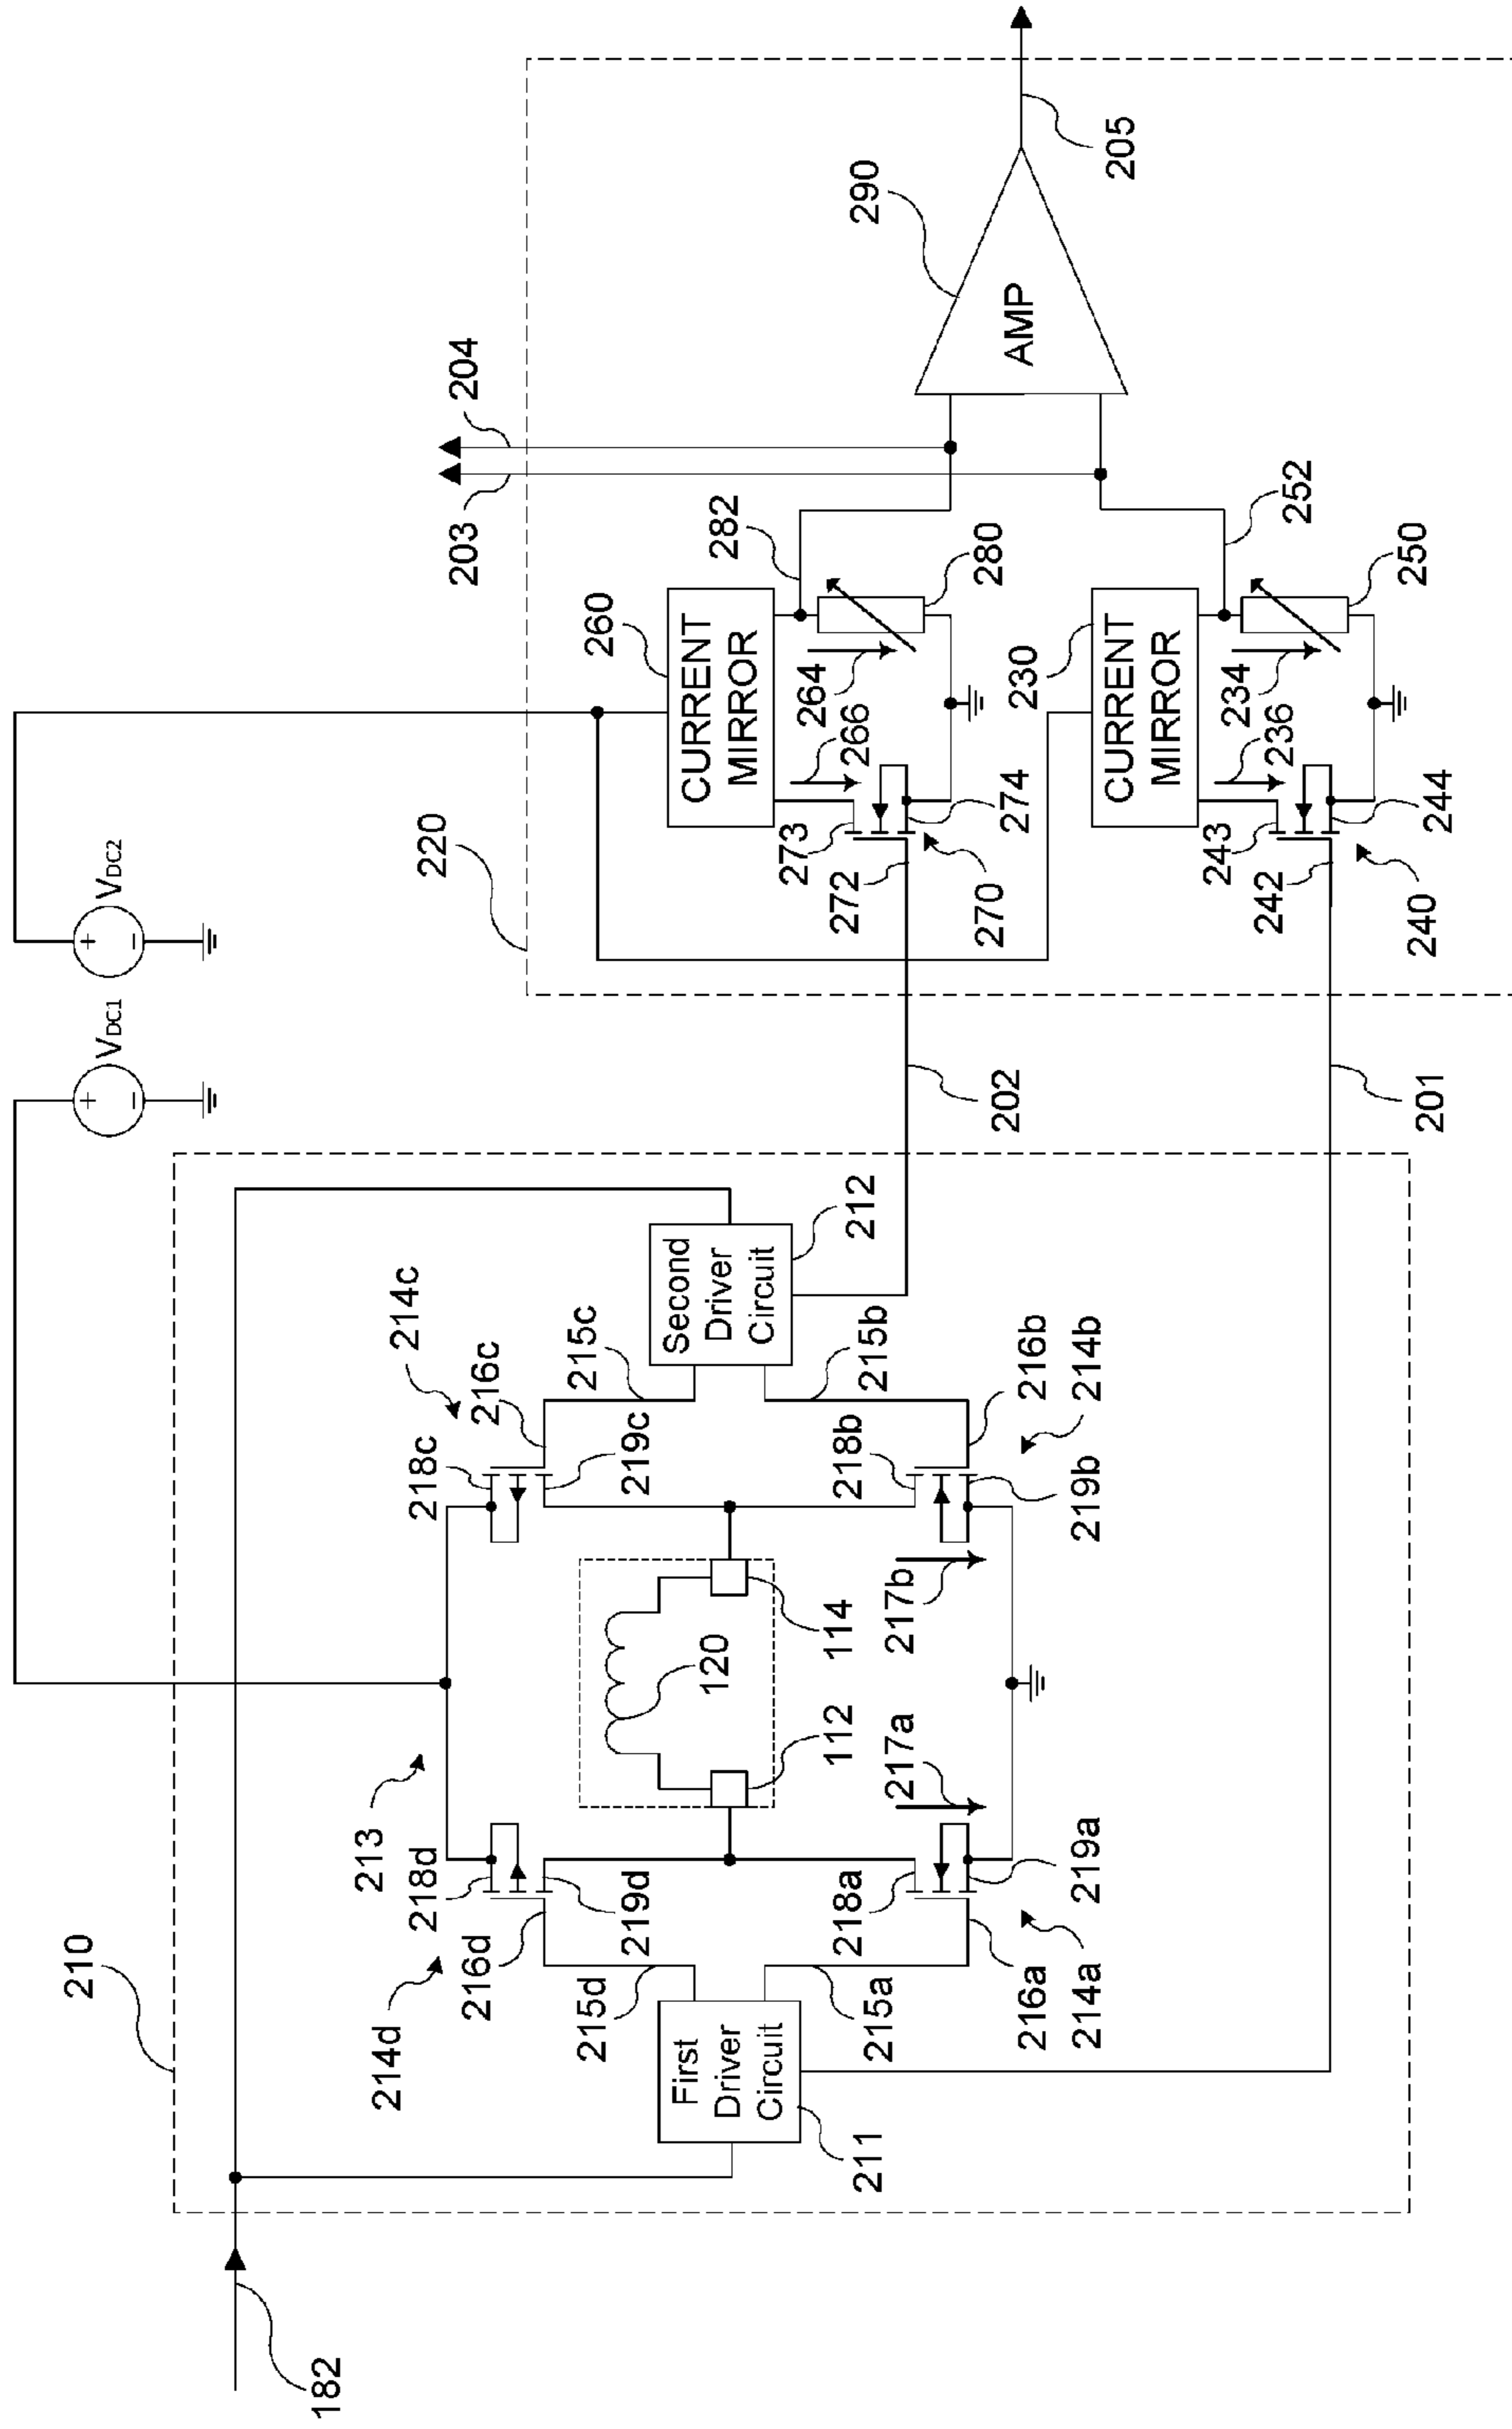 182
210
214d
213
218d
216d
219d
215d
First
Driver
Circuit
211
215a
218a
216a
214a
219a
217a
112
120
114
217b
218b
219b
214b
216b
215b
215c
219c
218c
216c
214c
Second
Driver
Circuit
212
VDC1
VDC2
202
201
220
260
CURRENT
MIRROR
266
264
273
272
270
274
280
282
230
CURRENT
MIRROR
236
234
243
242
240
244
250
252
203
204
290
AMP
205